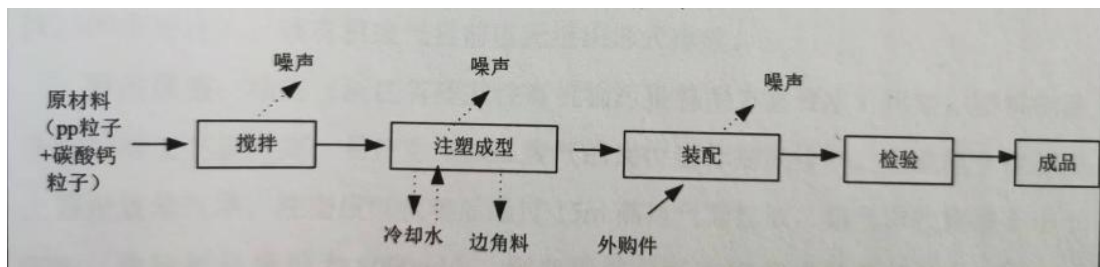 噪声
噪声
噪声
原材料
（pp粒子
+碳酸钙
粒子）
搅拌
注塑成型
装配
检验
成品
冷却水
边角料
外购件